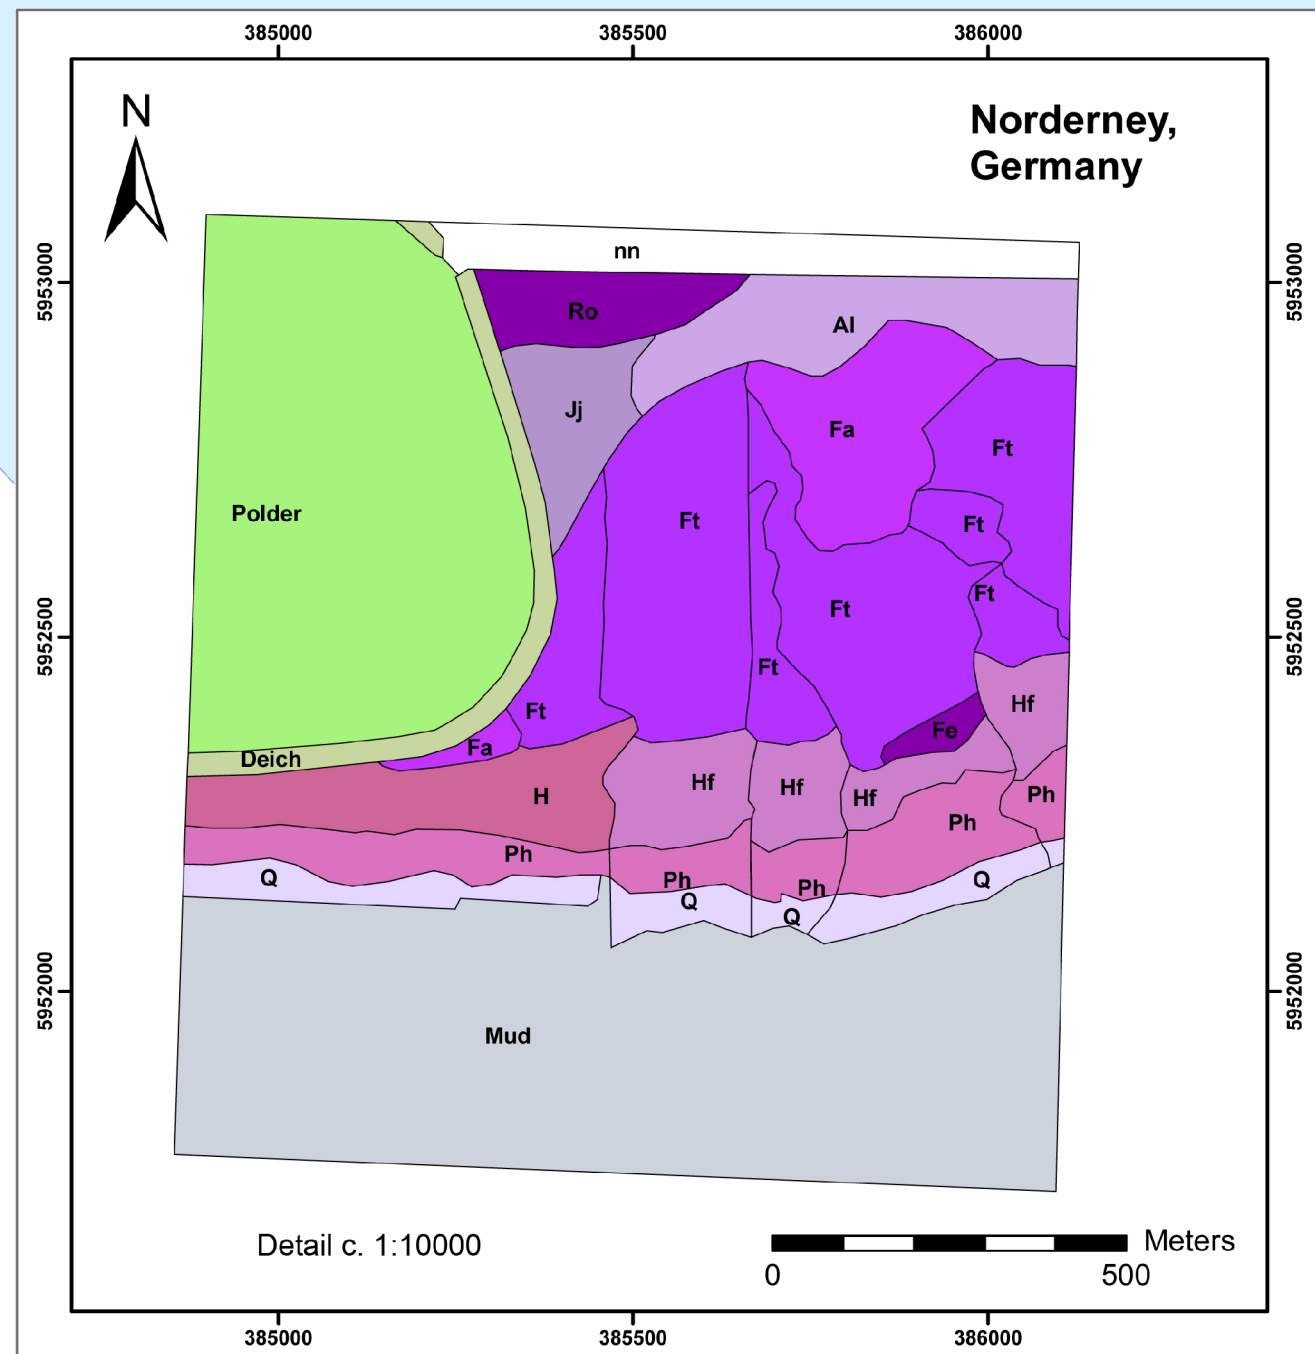 385000
385500
386000
N
Norderney,
Germany
nn
5953000
5953000
Ro
Al
Jj
Fa
Ft
Polder
Ft
Ft
Ft
Ft
5952500
5952500
Ft
Hf
Ft
Fe
Fa
Deich
Hf
Hf
H
Hf
Ph
Ph
Ph
Q
Ph
Q
Ph
Q
Q
5952000
5952000
Mud
Detail c. 1:10000
Meters
0
500
385000
385500
386000